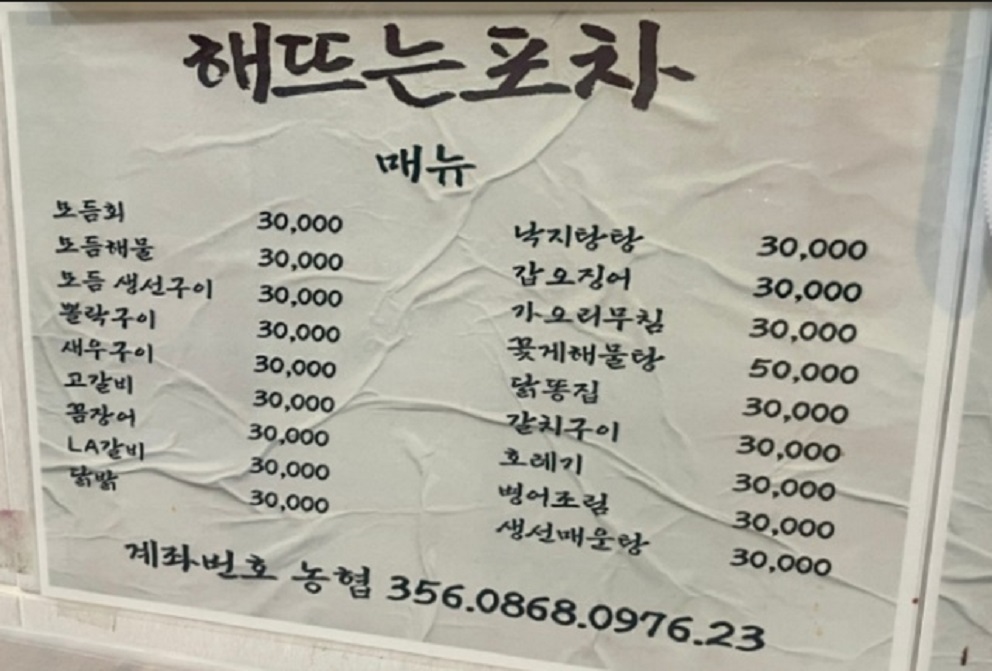 해뜨는포차
매뉴
모듬회 30,000
모듬해물 30,000
모듬 생선구이 30,000
뽈락구이 30,000
새우구이 30,000
고갈비 30,000
꼼장어 30,000
LA갈비 30,000
닭발 30,000
낙지탕탕 30,000
갑오징어 30,000
가오리무침 30,000
꽃게해물탕 50,000
닭똥집 30,000
갈치구이 30,000
호레기 30,000
병어조림 30,000
생선매운탕 30,000
계좌번호 농협 356.0868.0976.23